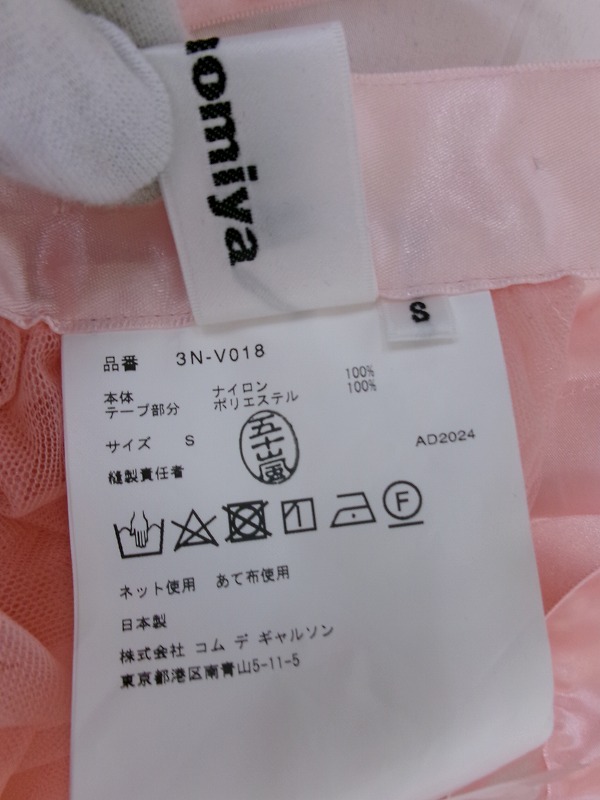 omiya
S
品番 3N-V018
本体 ナイロン 100%
テープ部分 ポリエステル 100%
サイズ S
縫製責任者 五十嵐
AD2024
F
ネット使用 あて布使用
日本製
株式会社 コム デ ギャルソン
東京都港区南青山5-11-5